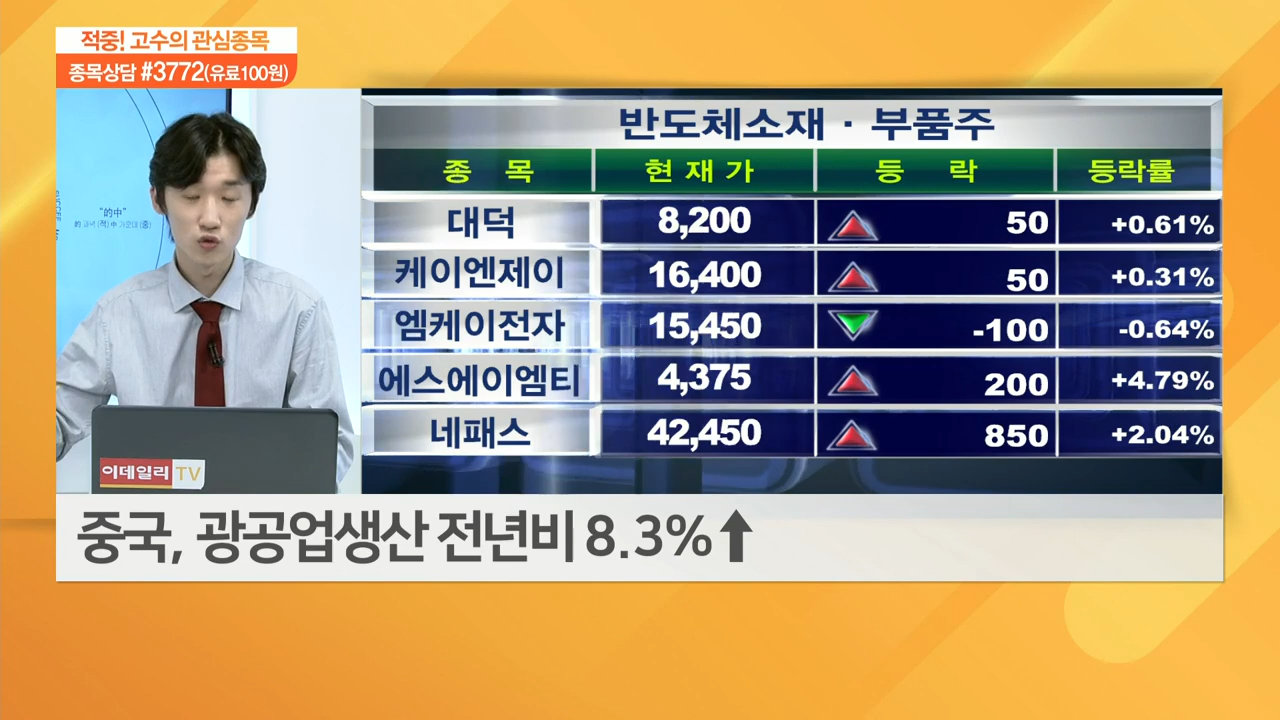 적중! 고수의 관심종목
종목상담 #3772(유료100원)
"的中"
반도체소재 · 부품주
종 목 현재가 등 락 등락률
대덕 8,200 ▲ 50 +0.61%
케이엔제이 16,400 ▲ 50 +0.31%
엠케이전자 15,450 ▼ -100 -0.64%
에스에이엠티 4,375 ▲ 200 +4.79%
네패스 42,450 ▲ 850 +2.04%
이데일리TV
중국, 광공업생산 전년비 8.3%⬆